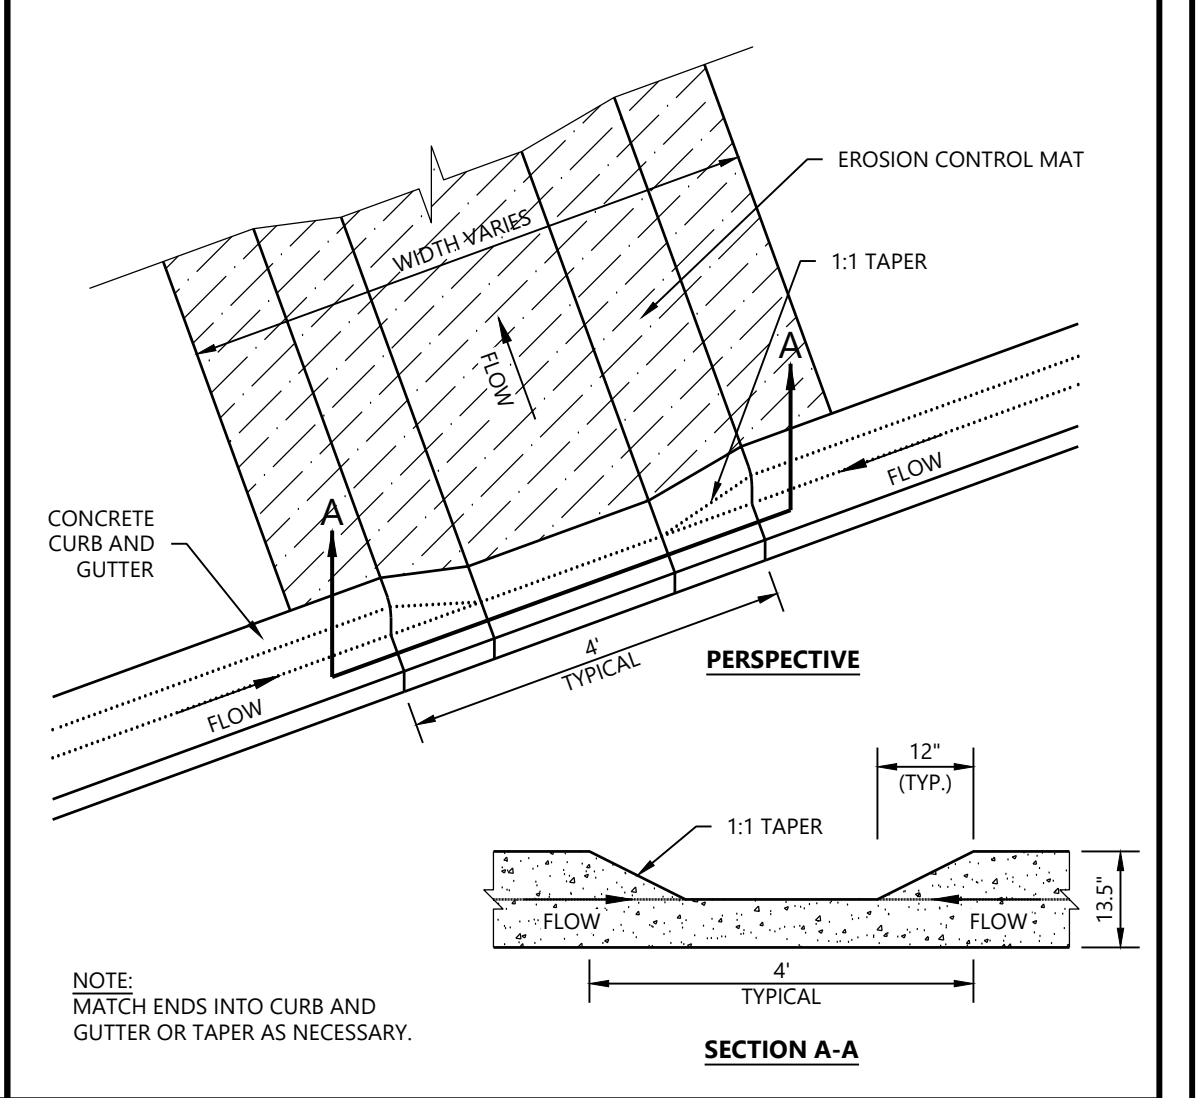 EROSION CONTROL MAT
WIDTH VARIES
1:1 TAPER
FLOW
A
A
FLOW
CONCRETE
CURB AND
GUTTER
FLOW
4'
TYPICAL
PERSPECTIVE
12"
(TYP.)
1:1 TAPER
13.5"
FLOW
FLOW
4'
TYPICAL
NOTE:
MATCH ENDS INTO CURB AND
GUTTER OR TAPER AS NECESSARY.
SECTION A-A